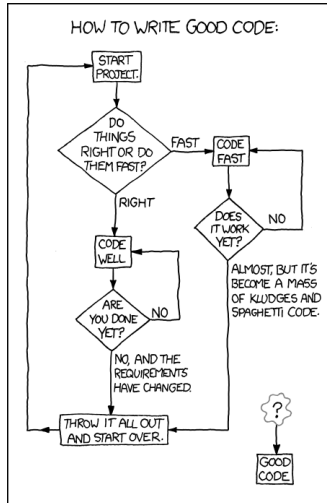 HOW TO WRITE GOOD CODE:
START
PROJECT.
DO
THINGS
RIGHT OR DO
THEM FAST?
FAST
CODE
FAST
RIGHT
DOES
IT WORK
YET?
NO
CODE
WELL
ALMOST, BUT IT'S
BECOME A MASS
OF KLUDGES AND
SPAGHETTI CODE.
ARE
YOU DONE
YET?
NO
NO, AND THE
REQUIREMENTS
HAVE CHANGED.
THROW IT ALL OUT
AND START OVER.
?
GOOD
CODE